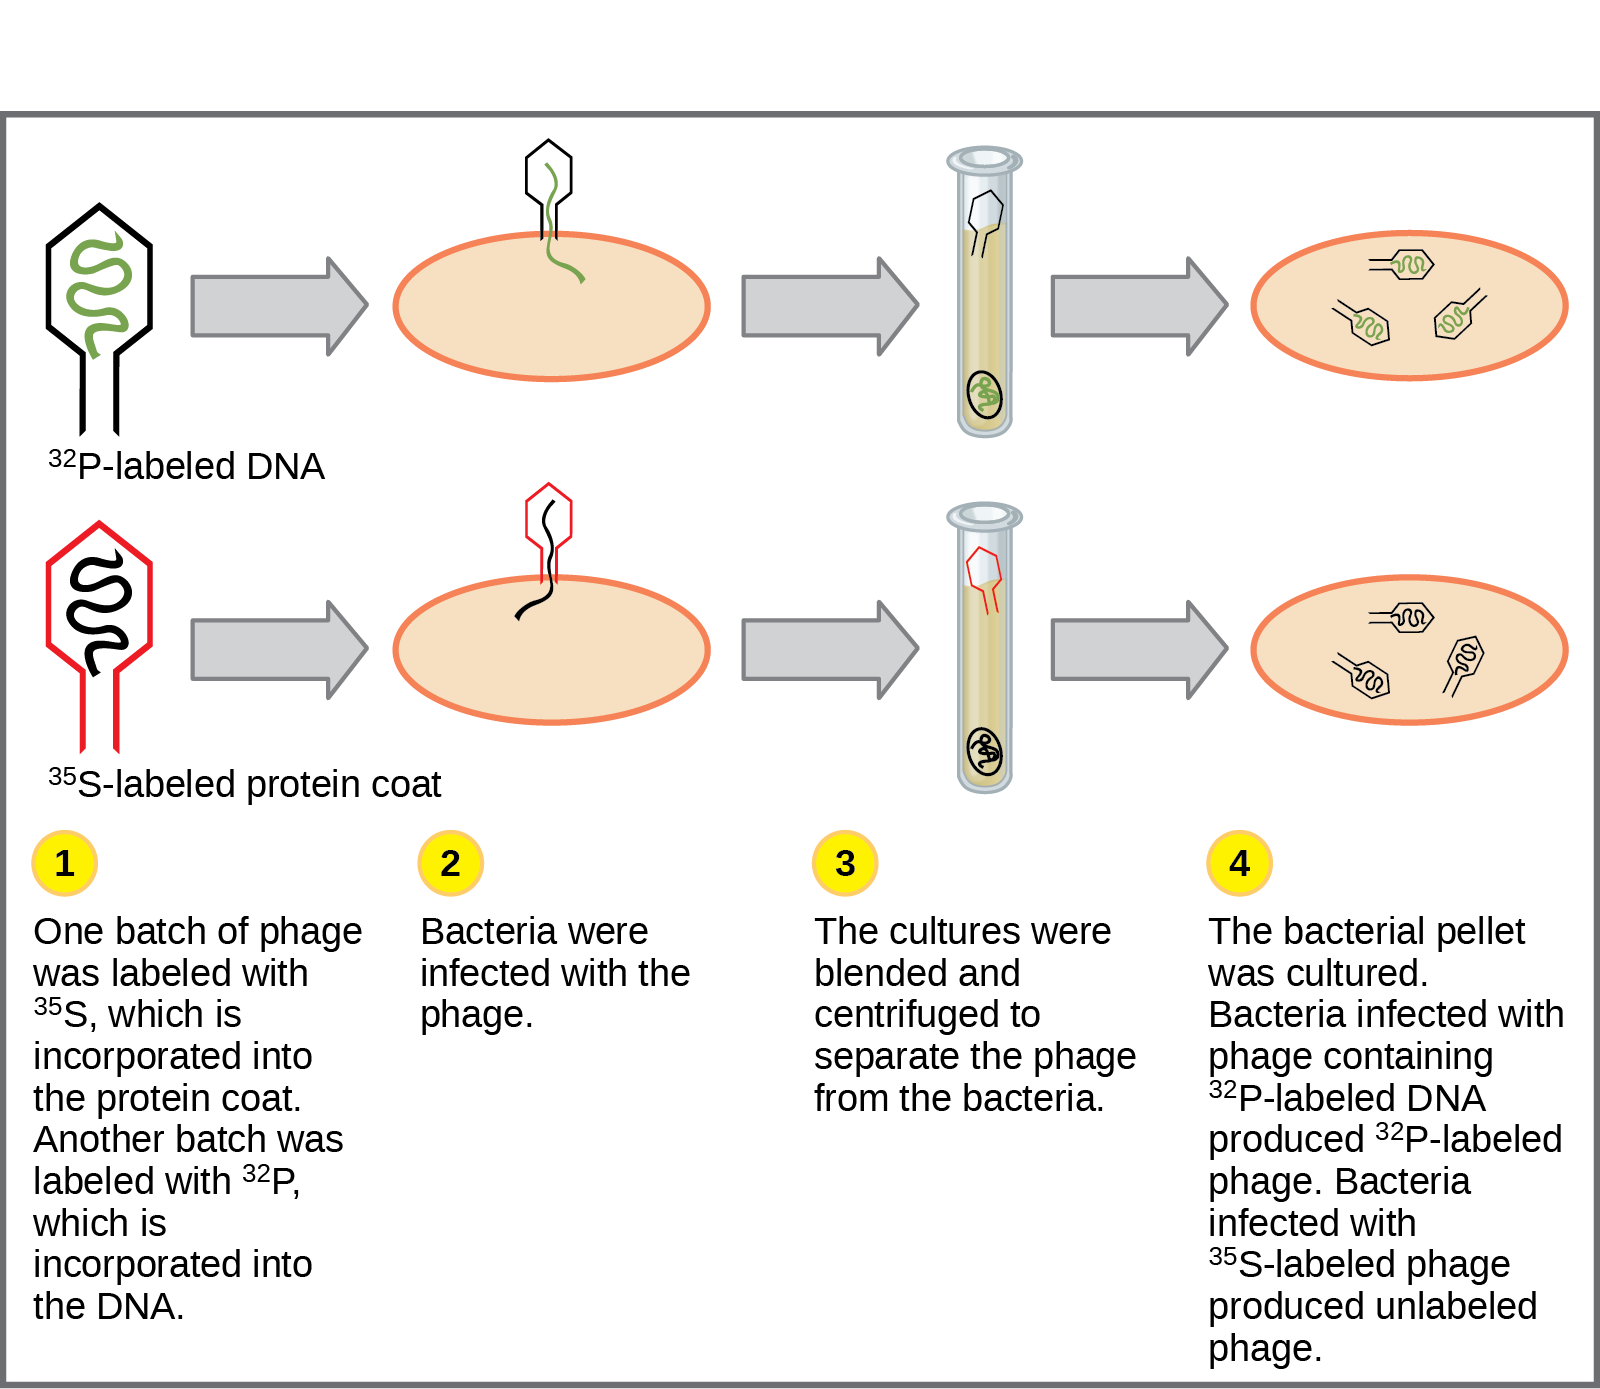 ³²P-labeled DNA
³⁵S-labeled protein coat
1
One batch of phage
was labeled with
³⁵S, which is
incorporated into
the protein coat.
Another batch was
labeled with ³²P,
which is
incorporated into
the DNA.
2
Bacteria were
infected with the
phage.
3
The cultures were
blended and
centrifuged to
separate the phage
from the bacteria.
4
The bacterial pellet
was cultured.
Bacteria infected with
phage containing
³²P-labeled DNA
produced ³²P-labeled
phage. Bacteria
infected with
³⁵S-labeled phage
produced unlabeled
phage.